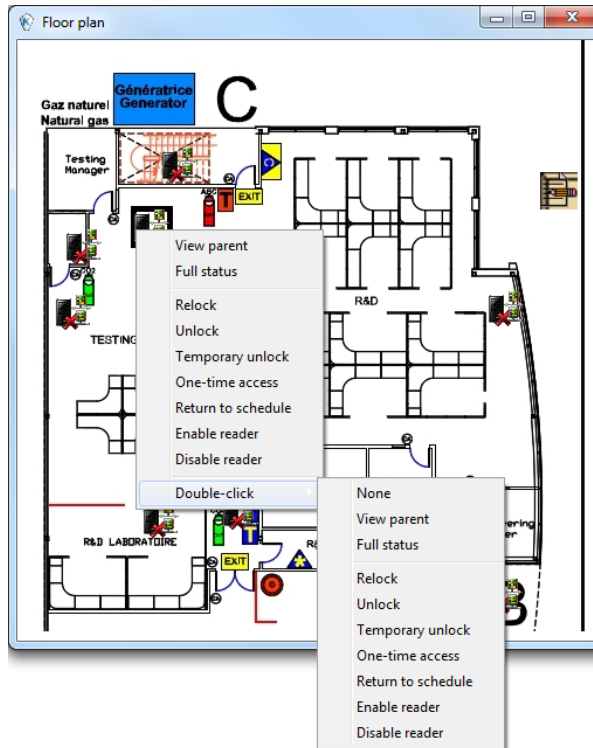 Floor plan
Génératrice
Generator
C
Gaz naturel
Natural gas
Testing
Manager
ABC
T
EXIT
CO2
View parent
Full status
R&D
Relock
Unlock
TESTING
Temporary unlock
One-time access
Return to schedule
Enable reader
Disable reader
Double-click
None
View parent
Full status
R&D LABORATOIRE
T
EXIT
Relock
Unlock
Temporary unlock
One-time access
Return to schedule
Enable reader
Disable reader